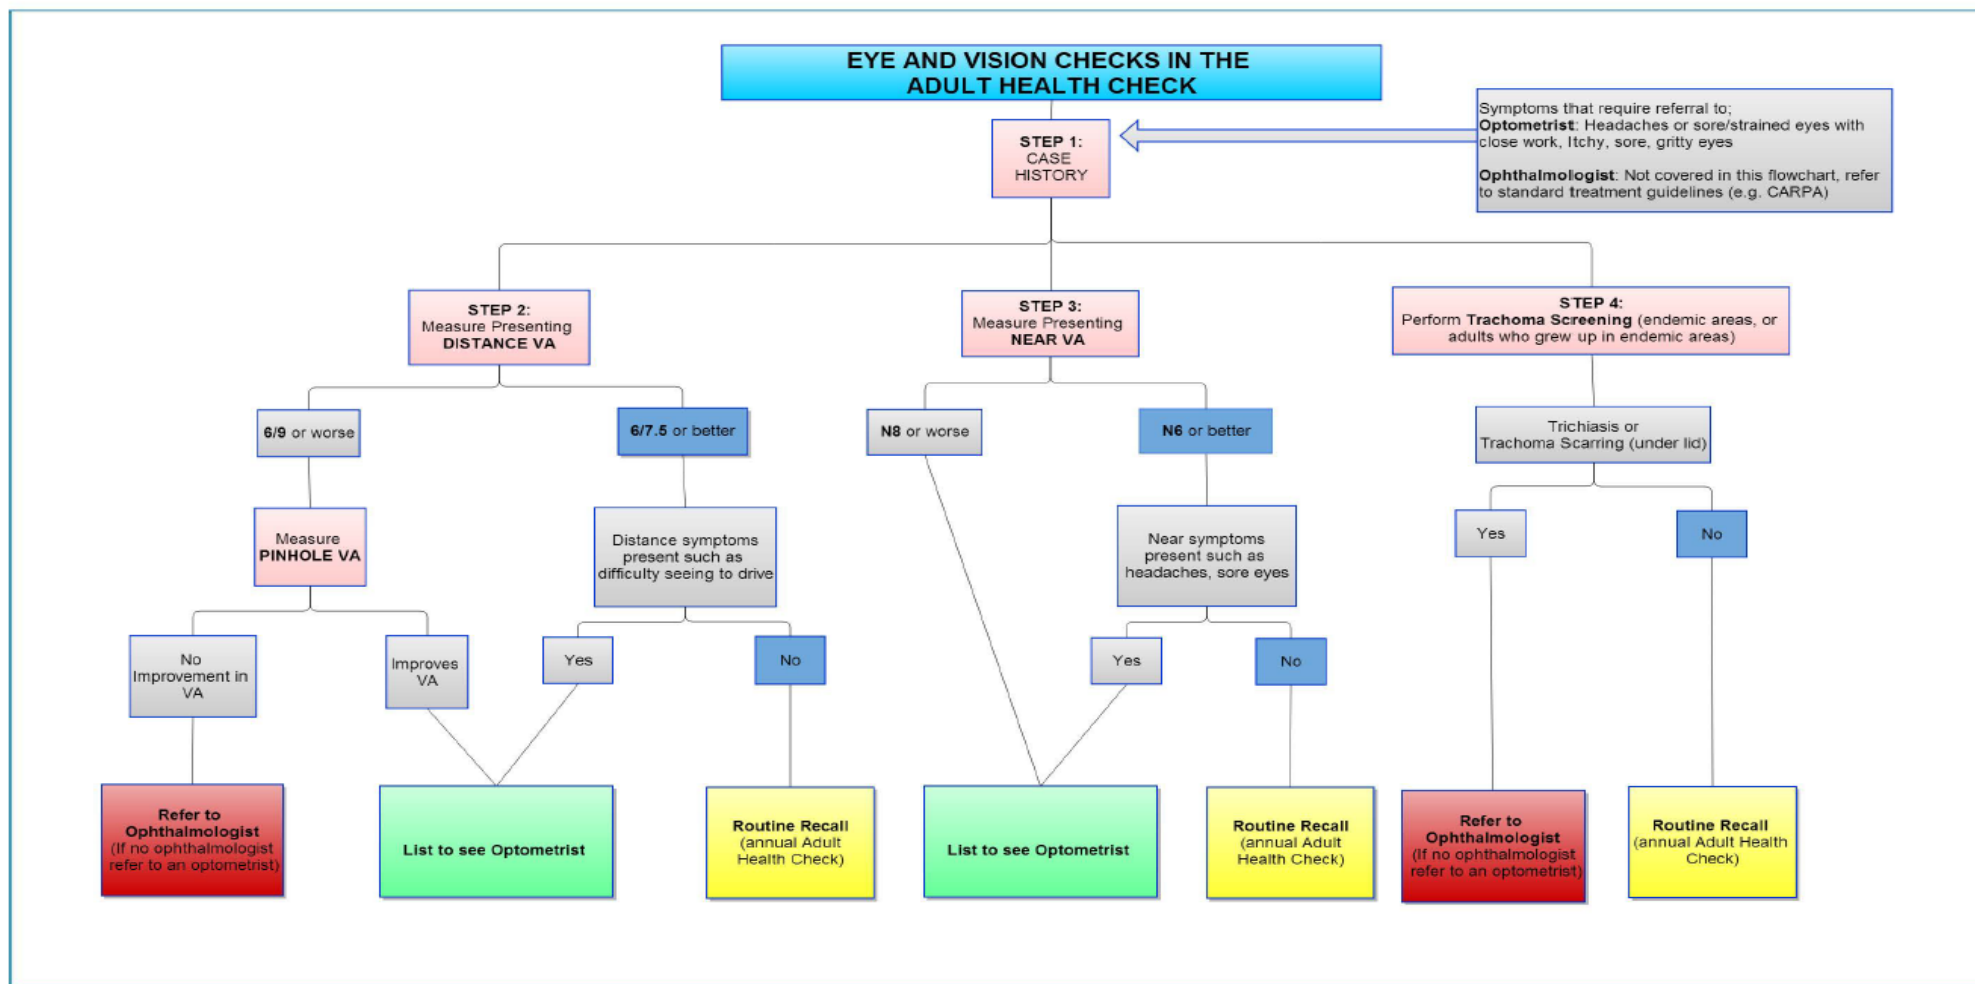 EYE AND VISION CHECKS IN THE
ADULT HEALTH CHECK
Symptoms that require referral to;
Optometrist: Headaches or sore/strained eyes with
close work, Itchy, sore, gritty eyes
Ophthalmologist: Not covered in this flowchart, refer
to standard treatment guidelines (e.g. CARPA)
STEP 1:
CASE
HISTORY
STEP 2:
Measure Presenting
DISTANCE VA
STEP 3:
Measure Presenting
NEAR VA
STEP 4:
Perform Trachoma Screening (endemic areas, or
adults who grew up in endemic areas)
6/9 or worse
6/7.5 or better
N8 or worse
N6 or better
Trichiasis or
Trachoma Scarring (under lid)
Measure
PINHOLE VA
Distance symptoms
present such as
difficulty seeing to drive
Near symptoms
present such as
headaches, sore eyes
Yes
No
No
Improvement in
VA
Improves
VA
Yes
No
Yes
No
Refer to
Ophthalmologist
(If no ophthalmologist
refer to an optometrist)
List to see Optometrist
Routine Recall
(annual Adult
Health Check)
List to see Optometrist
Routine Recall
(annual Adult
Health Check)
Refer to
Ophthalmologist
(If no ophthalmologist
refer to an optometrist)
Routine Recall
(annual Adult Health
Check)